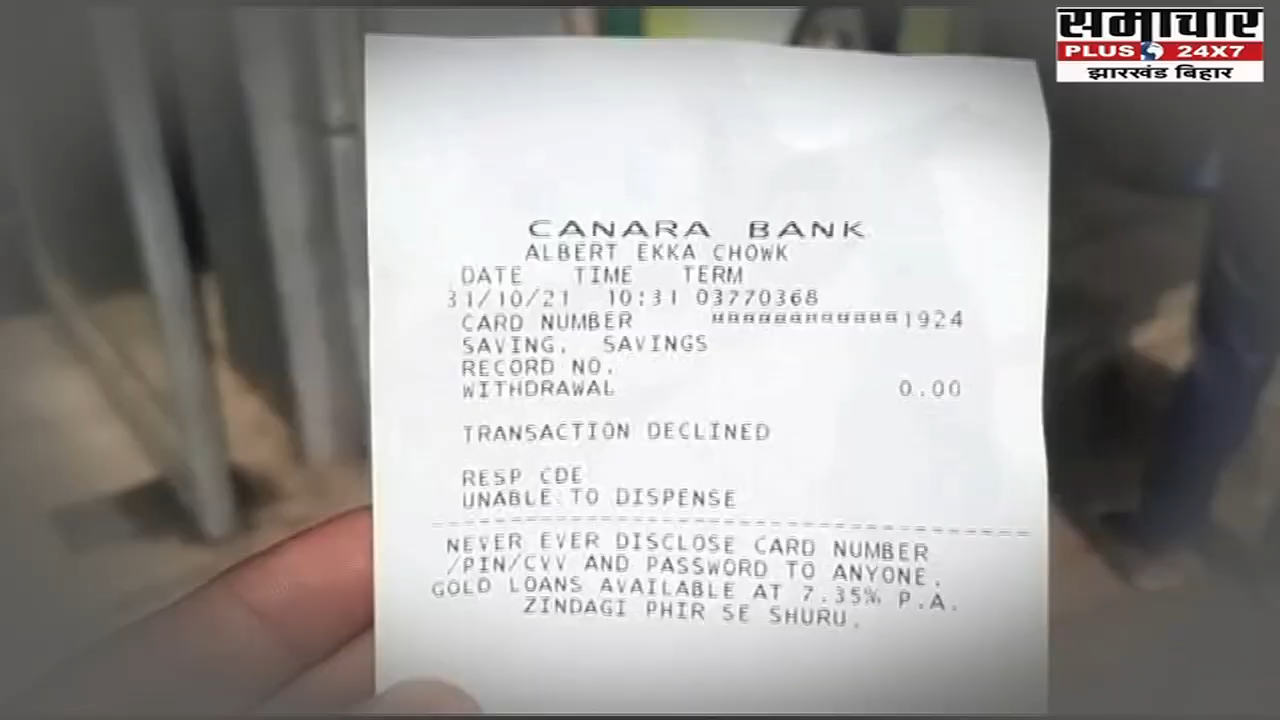 समाचार
PLUS 24X7
झारखंड बिहार
CANARA BANK
ALBERT EKKA CHOWK
DATE TIME TERM
31/10/21 10:31 03770368
CARD NUMBER ############1924
SAVING. SAVINGS
RECORD NO.
WITHDRAWAL 0.00
TRANSACTION DECLINED
RESP CDE
UNABLE TO DISPENSE
--------------------------------------
NEVER EVER DISCLOSE CARD NUMBER
/PIN/CVV AND PASSWORD TO ANYONE.
GOLD LOANS AVAILABLE AT 7.35% P.A.
ZINDAGI PHIR SE SHURU.